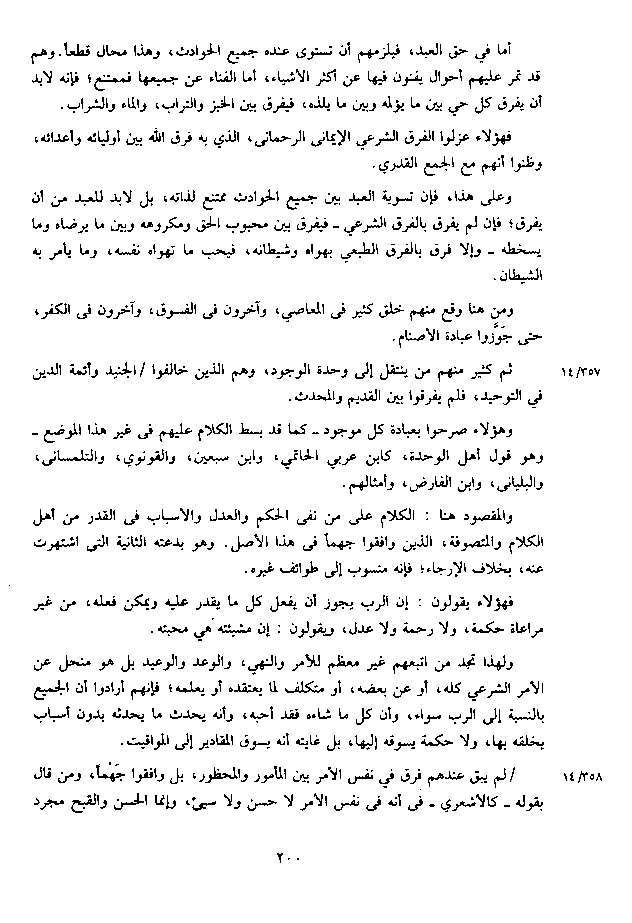 أما في حق العبد، فيلزمهم أن تستوى عنده جميع الحوادث، وهذا محال قطعاً. وهم
قد تمر عليهم أحوال يفنون فيها عن أكثر الأشياء، أما الفناء عن جميعها فممتنع؛ فإنه لابد
أن يفرق كل حي بين ما يؤلمه وبين ما يلذه، فيفرق بين الخبز والتراب، والماء والشراب.
فهؤلاء عزلوا الفرق الشرعي الإيمانى الرحمانى، الذي به فرق الله بين أوليائه وأعدائه،
وظنوا أنهم مع الجمع القدري.
وعلى هذا، فإن تسوية العبد بين جميع الحوادث ممتنع لذاته، بل لابد للعبد من أن
يفرق؛ فإن لم يفرق بالفرق الشرعي ـ فيفرق بين محبوب الحق ومكروهه وبين ما يرضاه وما
يسخطه ـ وإلا فرق بالفرق الطبعي بهواه وشيطانه، فيحب ما تهواه نفسه، وما يأمر به
الشيطان.
ومن هنا وقع منهم خلق كثير فى المعاصي، وآخرون فى الفسوق، وآخرون فى الكفر،
حتى جَوَّزوا عبادة الأصنام.
ثم كثير منهم من ينتقل إلى وحدة الوجود، وهم الذين خالفوا /الجنيد وأئمة الدين ١٤/٣٥٧
في التوحيد، فلم يفرقوا بين القديم والمحدث.
وهؤلاء صرحوا بعبادة كل موجود ـ كما قد بسط الكلام عليهم فى غير هذا الموضع ـ
وهو قول أهل الوحدة، كابن عربي الحاتمي، وابن سبعين، والقونوي، والتلمسانى،
والبليانى، وابن الفارض، وأمثالهم.
والمقصود هنا : الكلام على من نفى الحكم والعدل والأسباب فى القدر من أهل
الكلام والمتصوفة، الذين وافقوا جهماً فى هذا الأصل. وهو بدعته الثانية التى اشتهرت
عنه، بخلاف الإرجاء؛ فإنه منسوب إلى طوائف غيره.
فهؤلاء يقولون : إن الرب يجوز أن يفعل كل ما يقدر عليه ويمكن فعله، من غير
مراعاة حكمة، ولا رحمة ولا عدل، ويقولون : إن مشيئته هي محبته.
ولهذا تجد من اتبعهم غير معظم للأمر والنهي، والوعد والوعيد بل هو منحل عن
الأمر الشرعي كله، أو عن بعضه، أو متكلف لما يعتقده أو يعلمه؛ فإنهم أرادوا أن الجميع
بالنسبة إلى الرب سواء، وأن كل ما شاءه فقد أحبه، وأنه يحدث ما يحدثه بدون أسباب
يخلقه بها، ولا حكمة يسوقه إليها، بل غايته أنه يسوق المقادير إلى المواقيت.
/ لم يبق عندهم فرق في نفس الأمر بين المأمور والمحظور، بل وافقوا جَهْماً، ومن قال ١٤/٣٥٨
بقوله ـ كالأشعري ـ فى أنه فى نفس الأمر لا حسن ولا سيئ، وإنما الحسن والقبح مجرد
٢٠٠